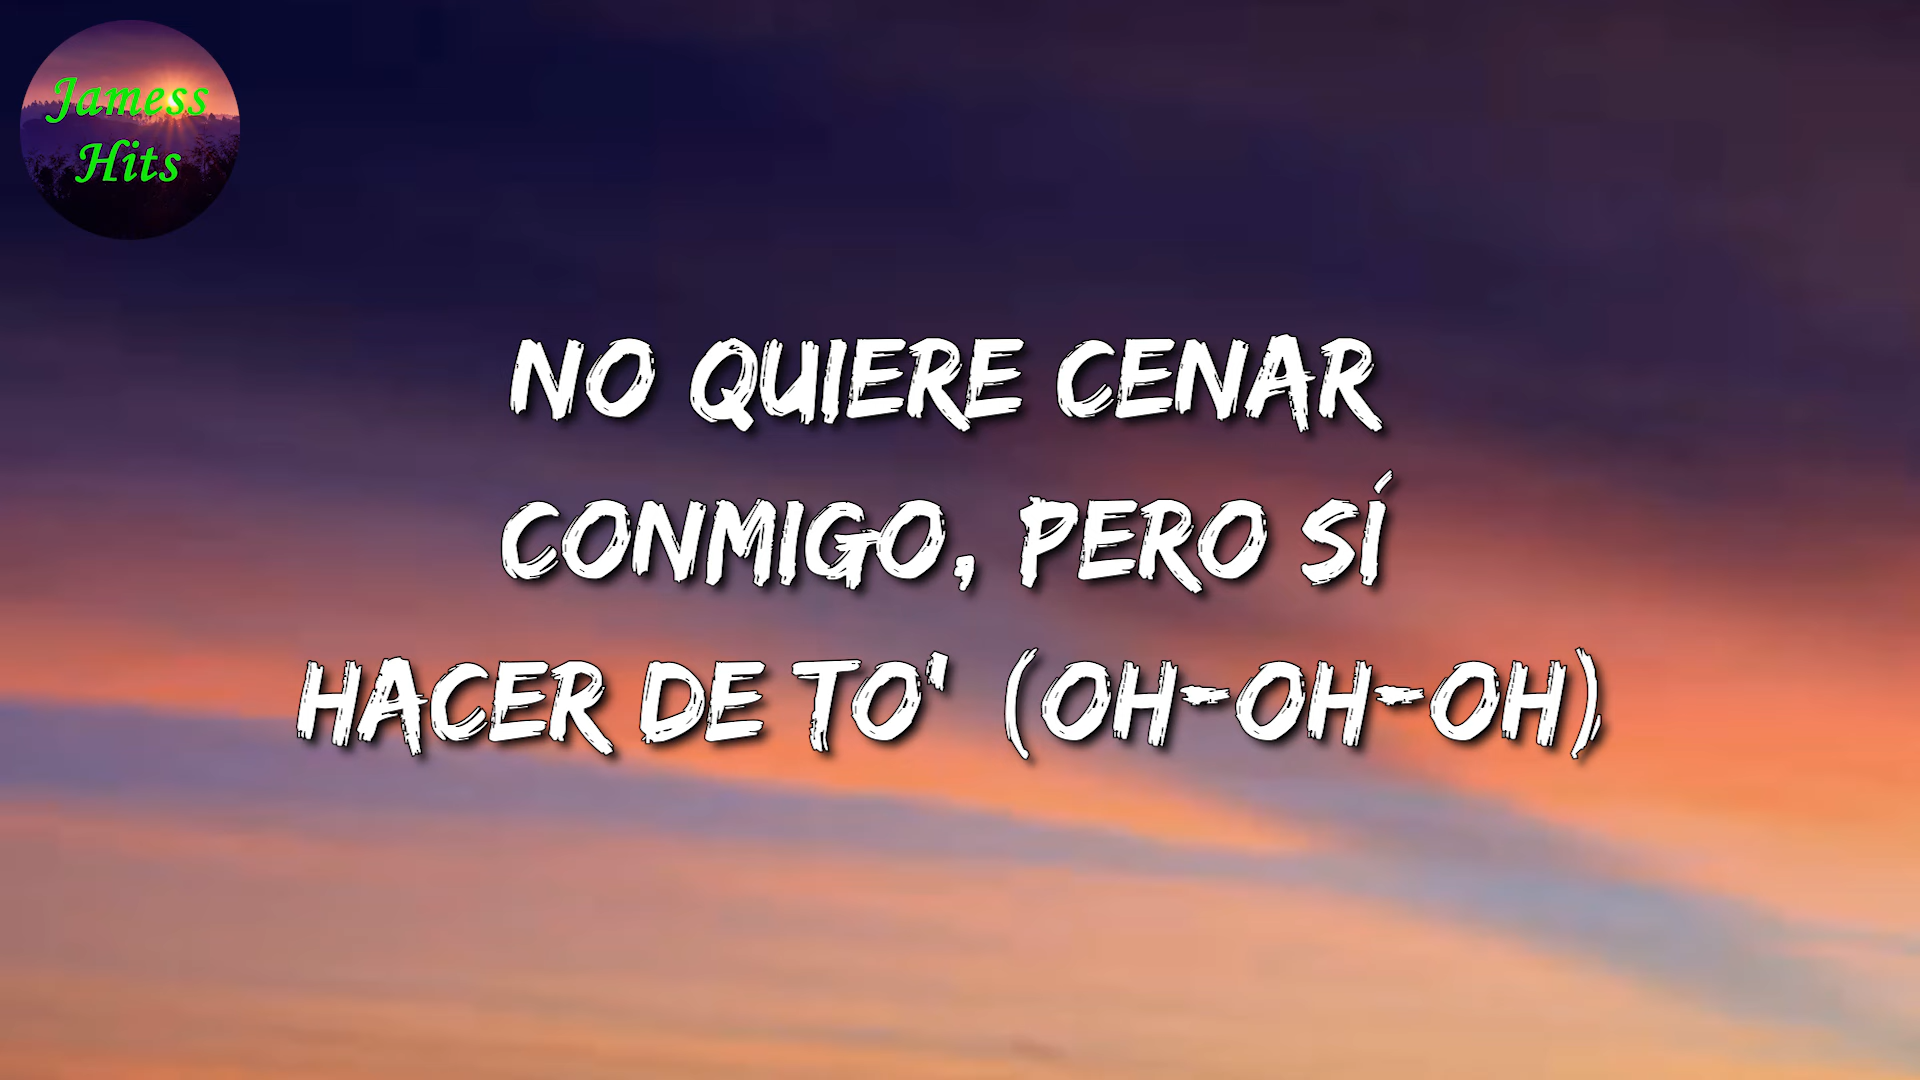 Jamess
Hits
NO QUIERE CENAR
CONMIGO, PERO SÍ
HACER DE TO' (OH-OH-OH)